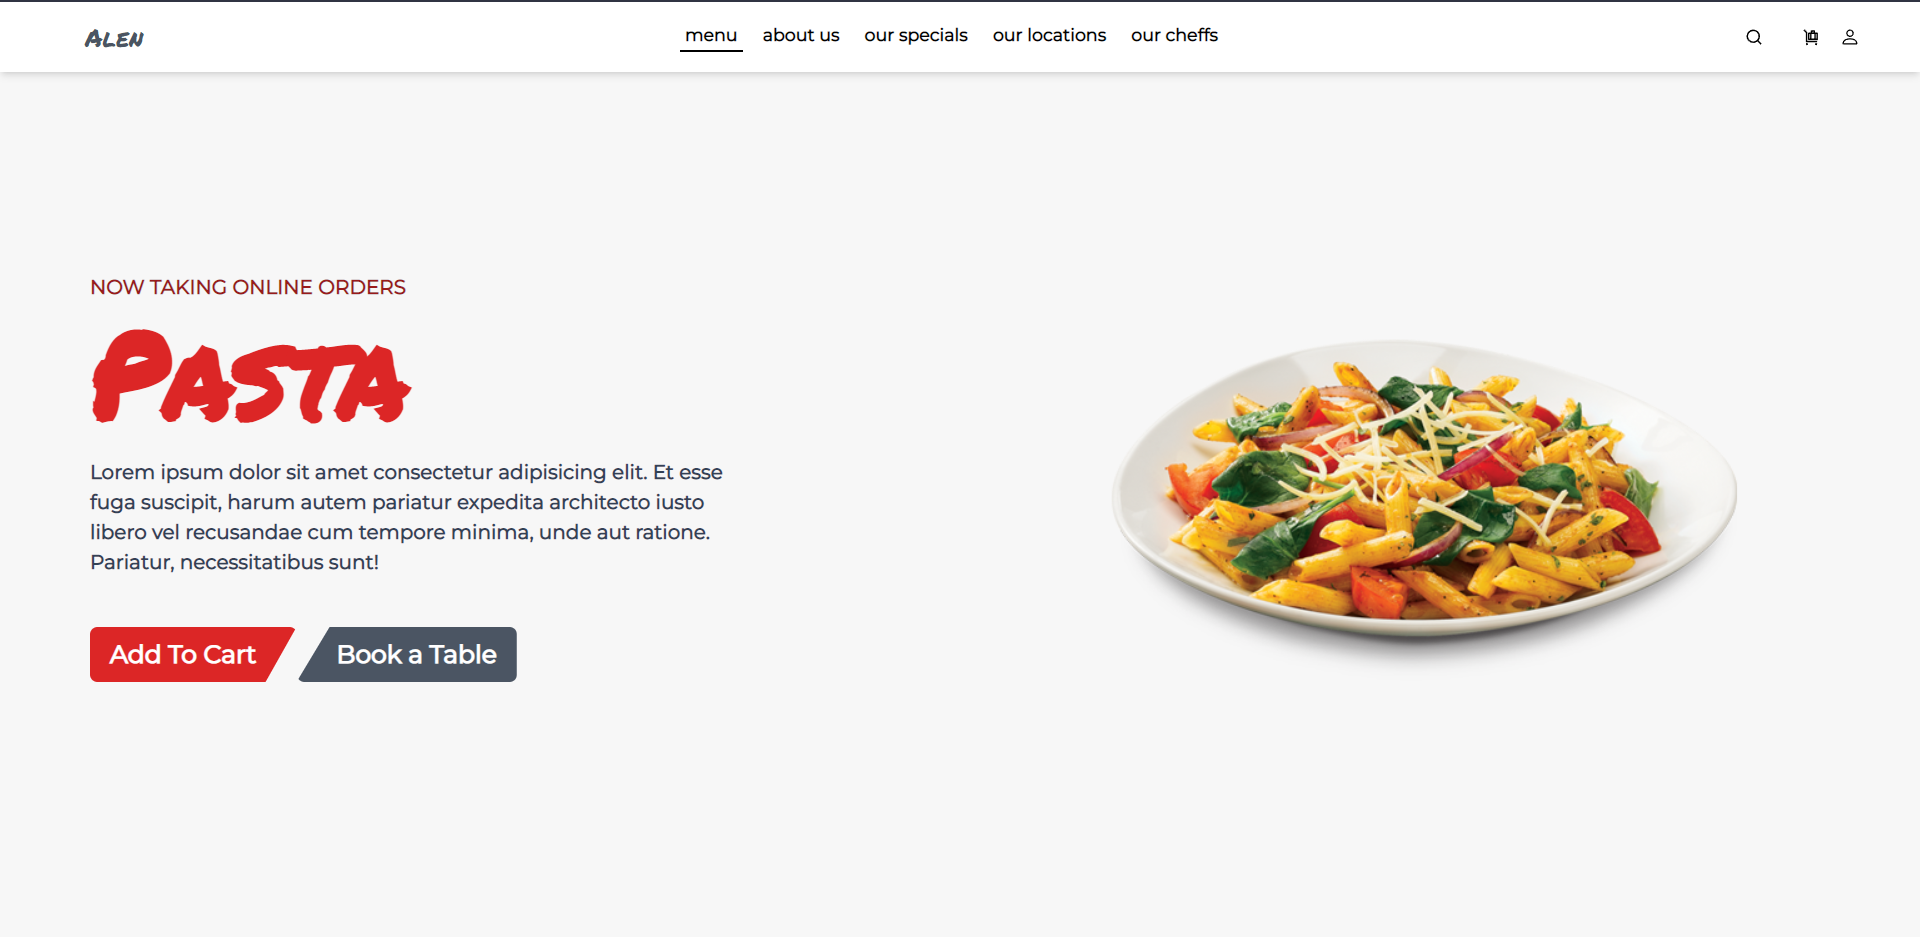 Alen
menu about us our specials our locations our cheffs
NOW TAKING ONLINE ORDERS
Pasta
Lorem ipsum dolor sit amet consectetur adipisicing elit. Et esse
fuga suscipit, harum autem pariatur expedita architecto iusto
libero vel recusandae cum tempore minima, unde aut ratione.
Pariatur, necessitatibus sunt!
Add To Cart Book a Table